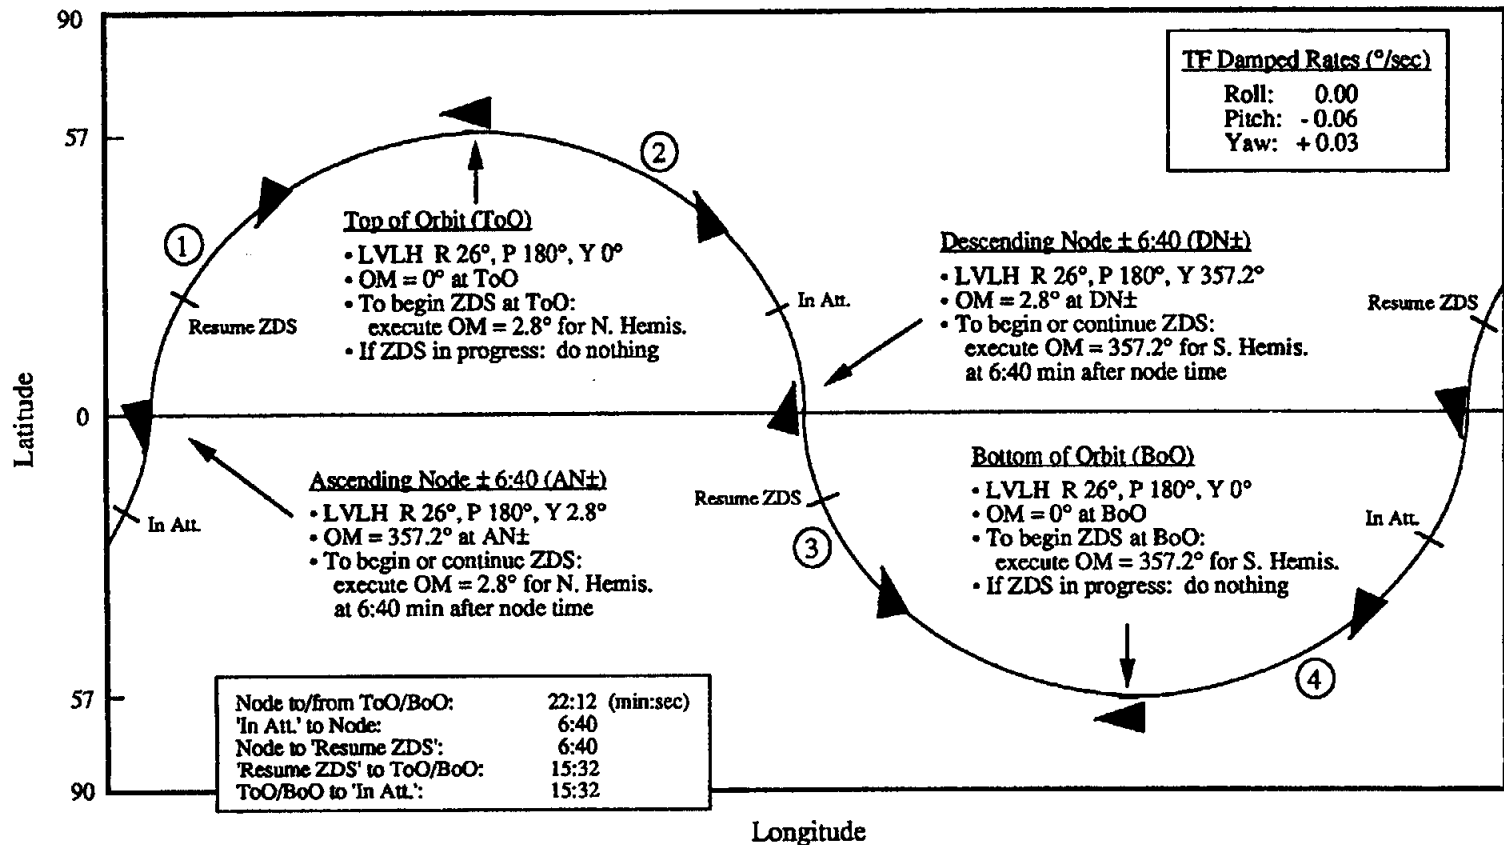 90
57
0
57
90
Latitude
Longitude
TF Damped Rates (°/sec)
Roll: 0.00
Pitch: - 0.06
Yaw: + 0.03
1
2
Top of Orbit (ToO)
• LVLH R 26°, P 180°, Y 0°
• OM = 0° at ToO
• To begin ZDS at ToO:
execute OM = 2.8° for N. Hemis.
• If ZDS in progress: do nothing
Resume ZDS
In Att.
Descending Node ± 6:40 (DN±)
• LVLH R 26°, P 180°, Y 357.2°
• OM = 2.8° at DN±
• To begin or continue ZDS:
execute OM = 357.2° for S. Hemis.
at 6:40 min after node time
Resume ZDS
In Att.
Ascending Node ± 6:40 (AN±)
• LVLH R 26°, P 180°, Y 2.8°
• OM = 357.2° at AN±
• To begin or continue ZDS:
execute OM = 2.8° for N. Hemis.
at 6:40 min after node time
Resume ZDS
3
Bottom of Orbit (BoO)
• LVLH R 26°, P 180°, Y 0°
• OM = 0° at BoO
• To begin ZDS at BoO:
execute OM = 357.2° for S. Hemis.
• If ZDS in progress: do nothing
In Att.
4
Node to/from ToO/BoO: 22:12 (min:sec)
'In Att.' to Node: 6:40
Node to 'Resume ZDS': 6:40
'Resume ZDS' to ToO/BoO: 15:32
ToO/BoO to 'In Att.': 15:32